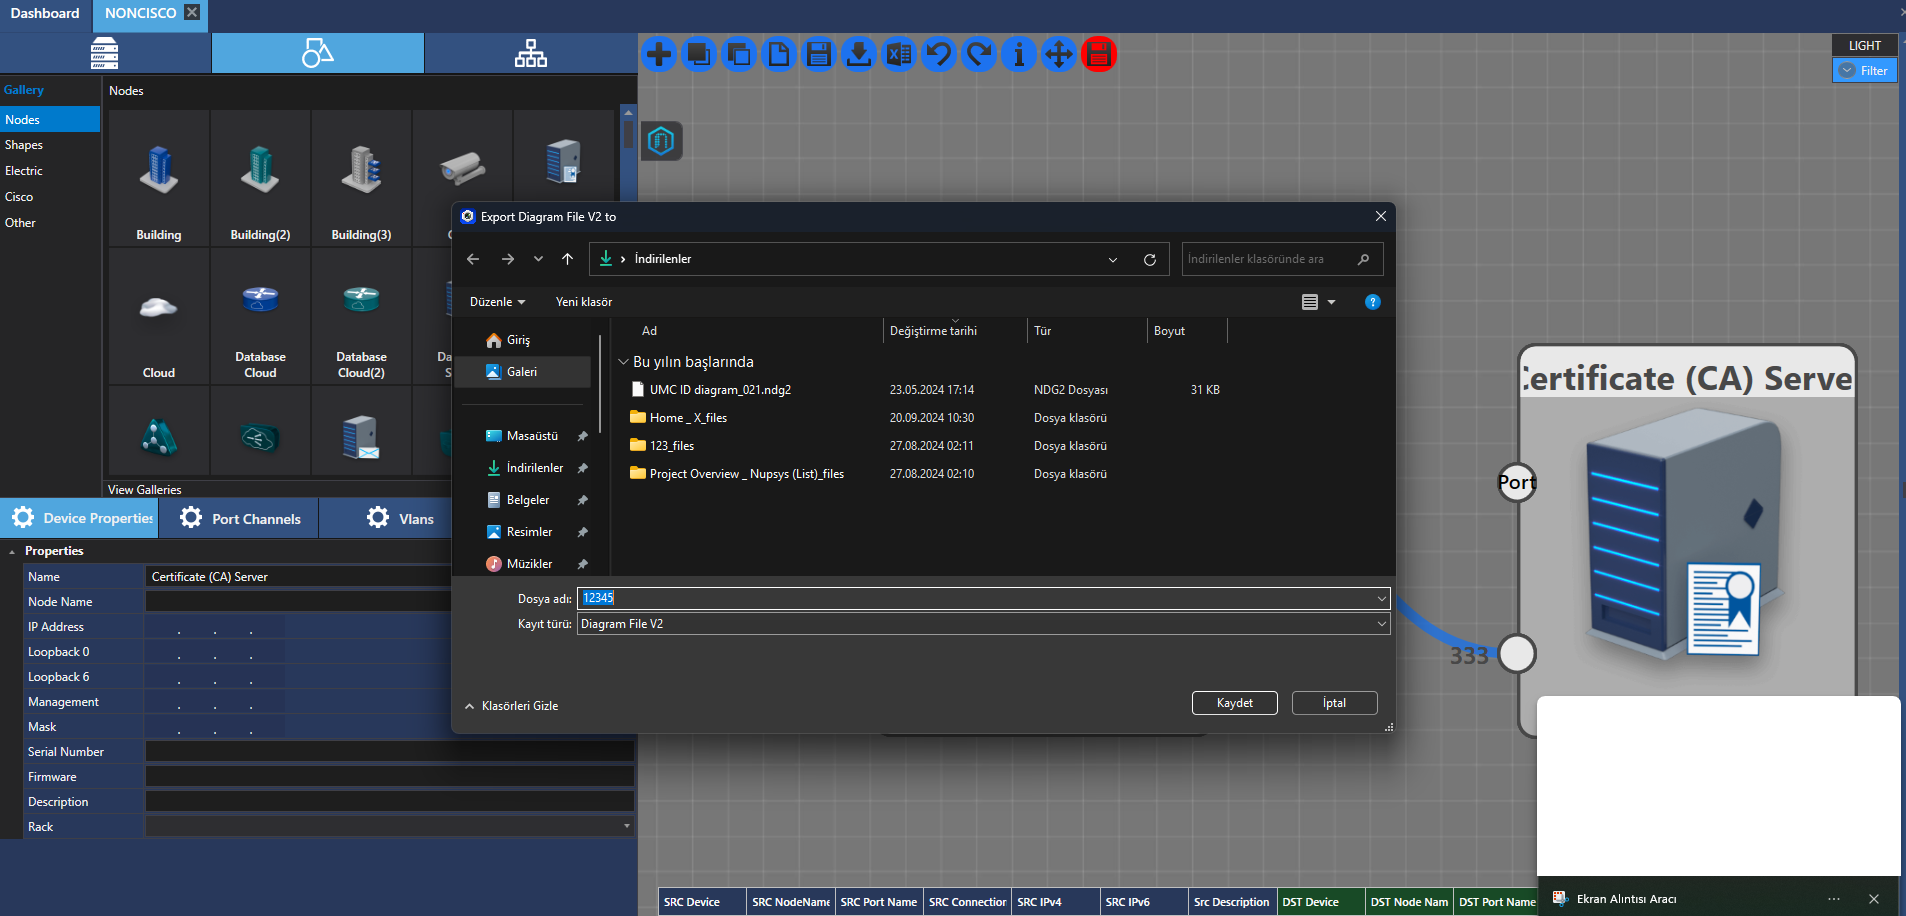 Dashboard
NONCISCO
LIGHT
Filter
Gallery
Nodes
Nodes
Shapes
Electric
Cisco
Other
Building
Building(2)
Building(3)
Cloud
Database Cloud
Database Cloud(2)
View Galleries
Device Properties
Port Channels
Vlans
Properties
Name
Certificate (CA) Server
Node Name
IP Address
. . .
Loopback 0
. . .
Loopback 6
. . .
Management
. . .
Mask
. . .
Serial Number
Firmware
Description
Rack
Export Diagram File V2 to
İndirilenler
İndirilenler klasöründe ara
Düzenle
Yeni klasör
Giriş
Galeri
Masaüstü
İndirilenler
Belgeler
Resimler
Müzikler
Ad
Değiştirme tarihi
Tür
Boyut
Bu yılın başlarında
UMC ID diagram_021.ndg2
23.05.2024 17:14
NDG2 Dosyası
31 KB
Home _ X_files
20.09.2024 10:30
Dosya klasörü
123_files
27.08.2024 02:11
Dosya klasörü
Project Overview _ Nupsys (List)_files
27.08.2024 02:10
Dosya klasörü
Dosya adı:
12345
Kayıt türü:
Diagram File V2
Klasörleri Gizle
Kaydet
İptal
Certificate (CA) Serve
Port
333
SRC Device
SRC NodeName
SRC Port Name
SRC Connection
SRC IPv4
SRC IPv6
Src Description
DST Device
DST Node Nam
DST Port Name
Ekran Alıntısı Aracı